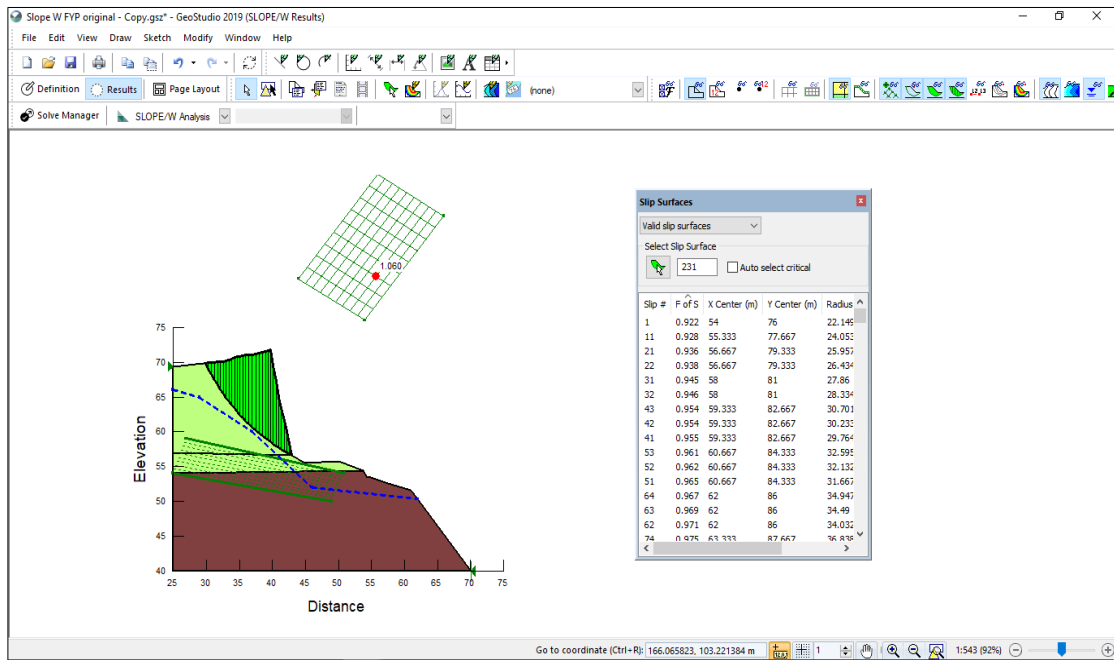 Slope W FYP original - Copy.gsz* - GeoStudio 2019 (SLOPE/W Results)
File Edit View Draw Sketch Modify Window Help
Definition Results Page Layout (none)
Solve Manager SLOPE/W Analysis
1.060
75
70
65
60
55
50
45
40
Elevation
25 30 35 40 45 50 55 60 65 70 75
Distance
Slip Surfaces
Valid slip surfaces
Select Slip Surface
231 Auto select critical
Slip # F of S X Center (m) Y Center (m) Radius
1 0.922 54 76 22.149
11 0.928 55.333 77.667 24.053
21 0.936 56.667 79.333 25.957
22 0.938 56.667 79.333 26.434
31 0.945 58 81 27.86
32 0.946 58 81 28.334
43 0.954 59.333 82.667 30.701
42 0.954 59.333 82.667 30.233
41 0.955 59.333 82.667 29.764
53 0.961 60.667 84.333 32.595
52 0.962 60.667 84.333 32.132
51 0.965 60.667 84.333 31.667
64 0.967 62 86 34.947
63 0.969 62 86 34.49
62 0.971 62 86 34.032
74 0.975 63.333 87.667 36.838
Go to coordinate (Ctrl+R): 166.065823, 103.221384 m 1 1:543 (92%)